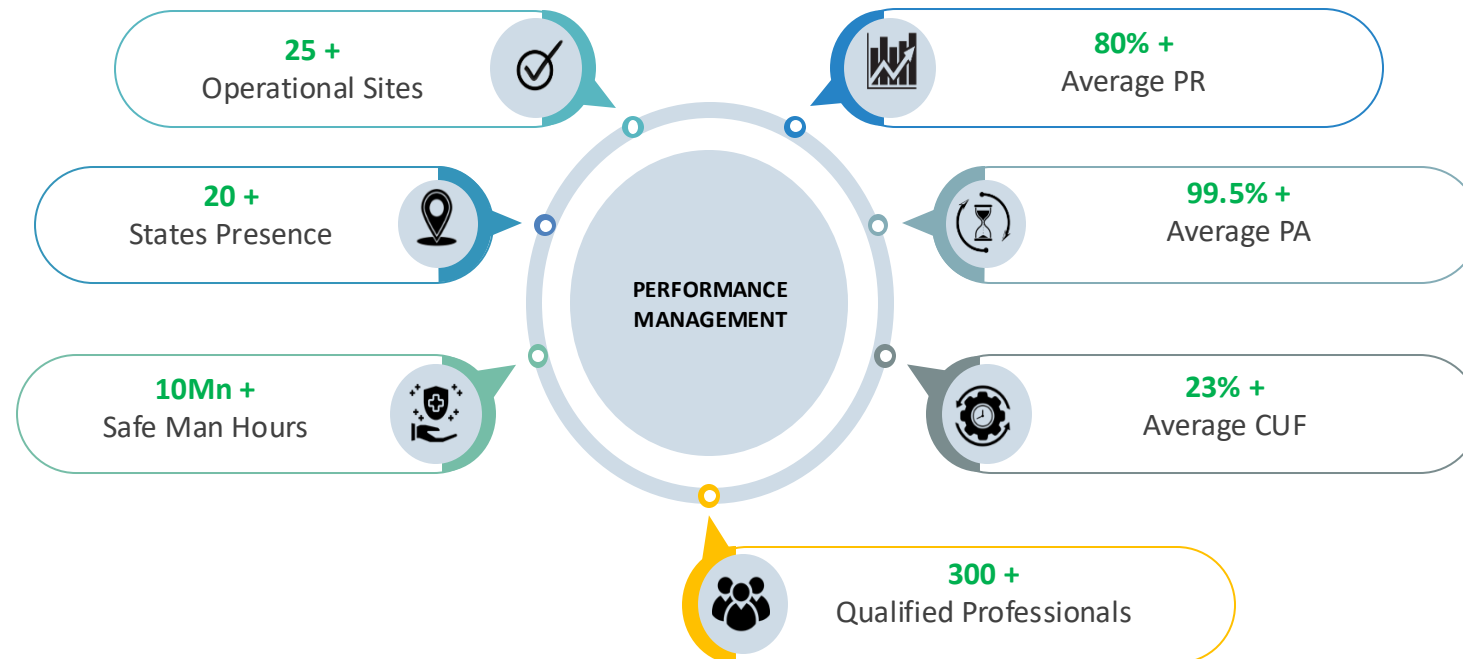 25 +
Operational Sites
80% +
Average PR
20 +
States Presence
99.5% +
Average PA
PERFORMANCE
MANAGEMENT
10Mn +
Safe Man Hours
23% +
Average CUF
300 +
Qualified Professionals